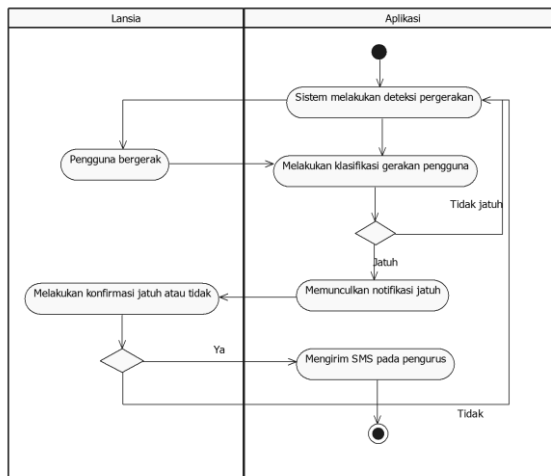 Lansia
Aplikasi
Sistem melakukan deteksi pergerakan
Pengguna bergerak
Melakukan klasifikasi gerakan pengguna
Tidak jatuh
Jatuh
Melakukan konfirmasi jatuh atau tidak
Memunculkan notifikasi jatuh
Ya
Mengirim SMS pada pengurus
Tidak